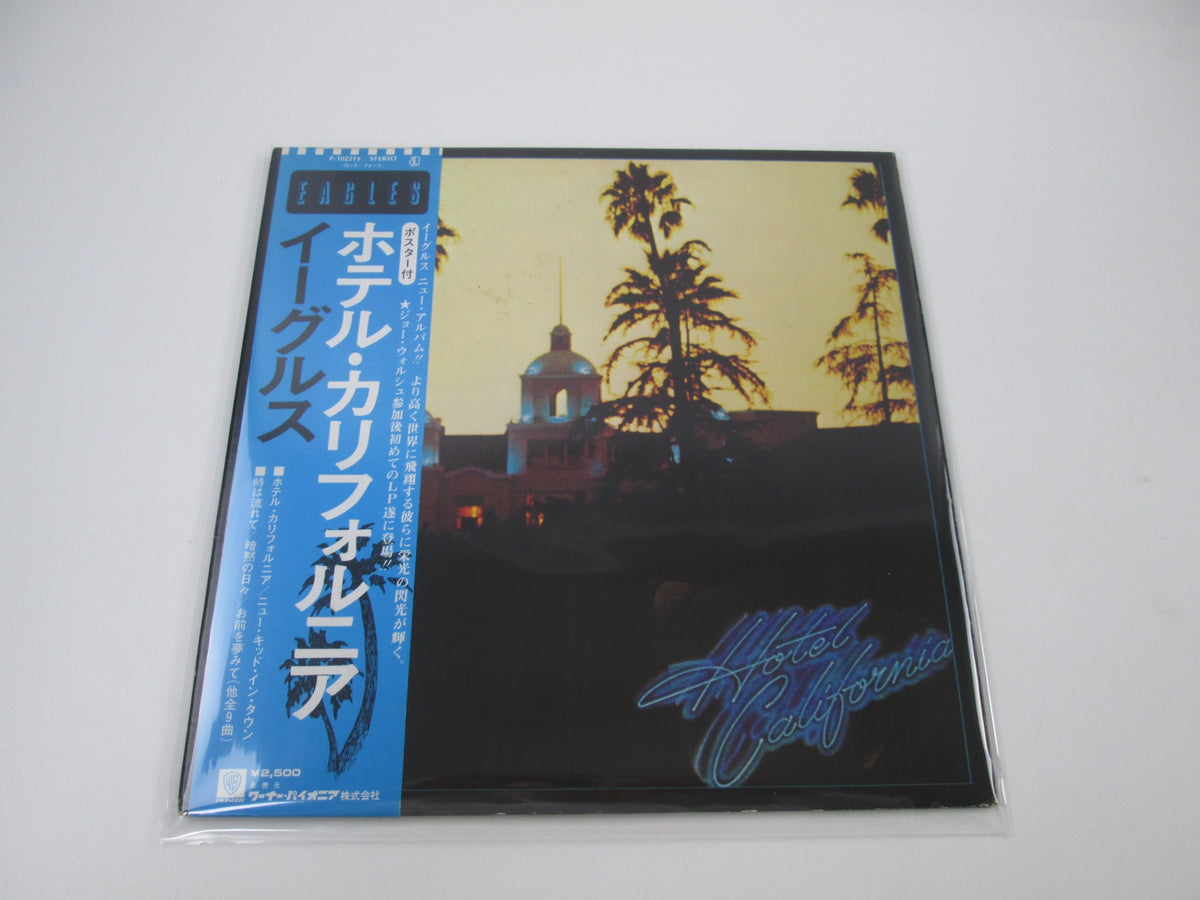 P-10221Y／STEREO
EAGLES
イーグルス
ホテル・カリフォルニア
ポスター付
イーグルス ニュー・アルバム!! より高く世界に飛翔する彼らに栄光の閃光が輝く。
★ジョー・ウォルシュ参加後初めてのLP遂に登場!!
■ホテル・カリフォルニア／ニュー・キッド・イン・タウン
■時は流れて／暗黙の日々／お前を夢みて（他全9曲）
¥2,500
発売元
ワーナー・パイオニア株式会社
Hotel
California